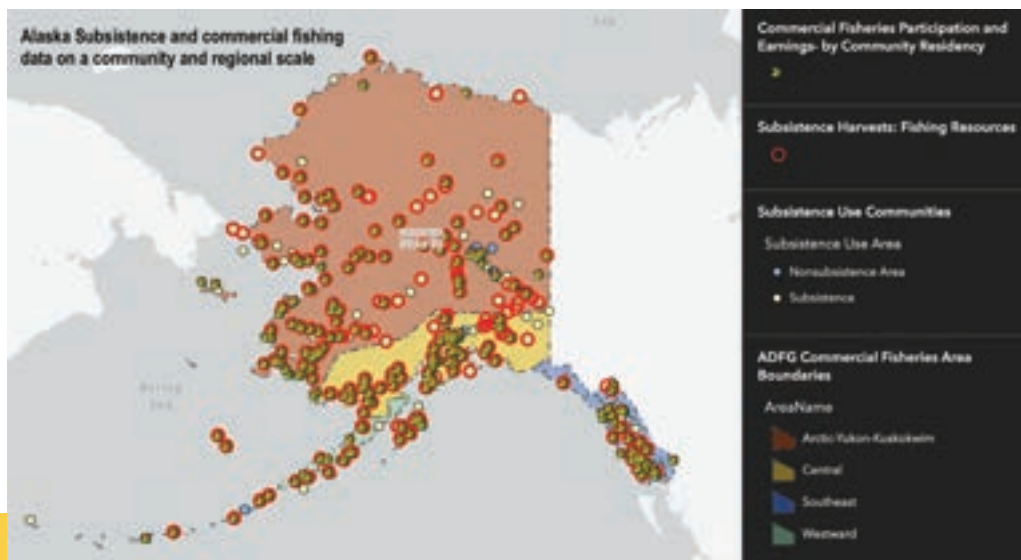 Alaska Subsistence and commercial fishing
data on a community and regional scale
Bering
Sea
Commercial Fisheries Participation and
Earnings- by Community Residency
Subsistence Harvests: Fishing Resources
Subsistence Use Communities
Subsistence Use Area
Nonsubsistence Area
Subsistence
ADFG Commercial Fisheries Area
Boundaries
AreaName
Arctic-Yukon-Kuskokwim
Central
Southeast
Westward